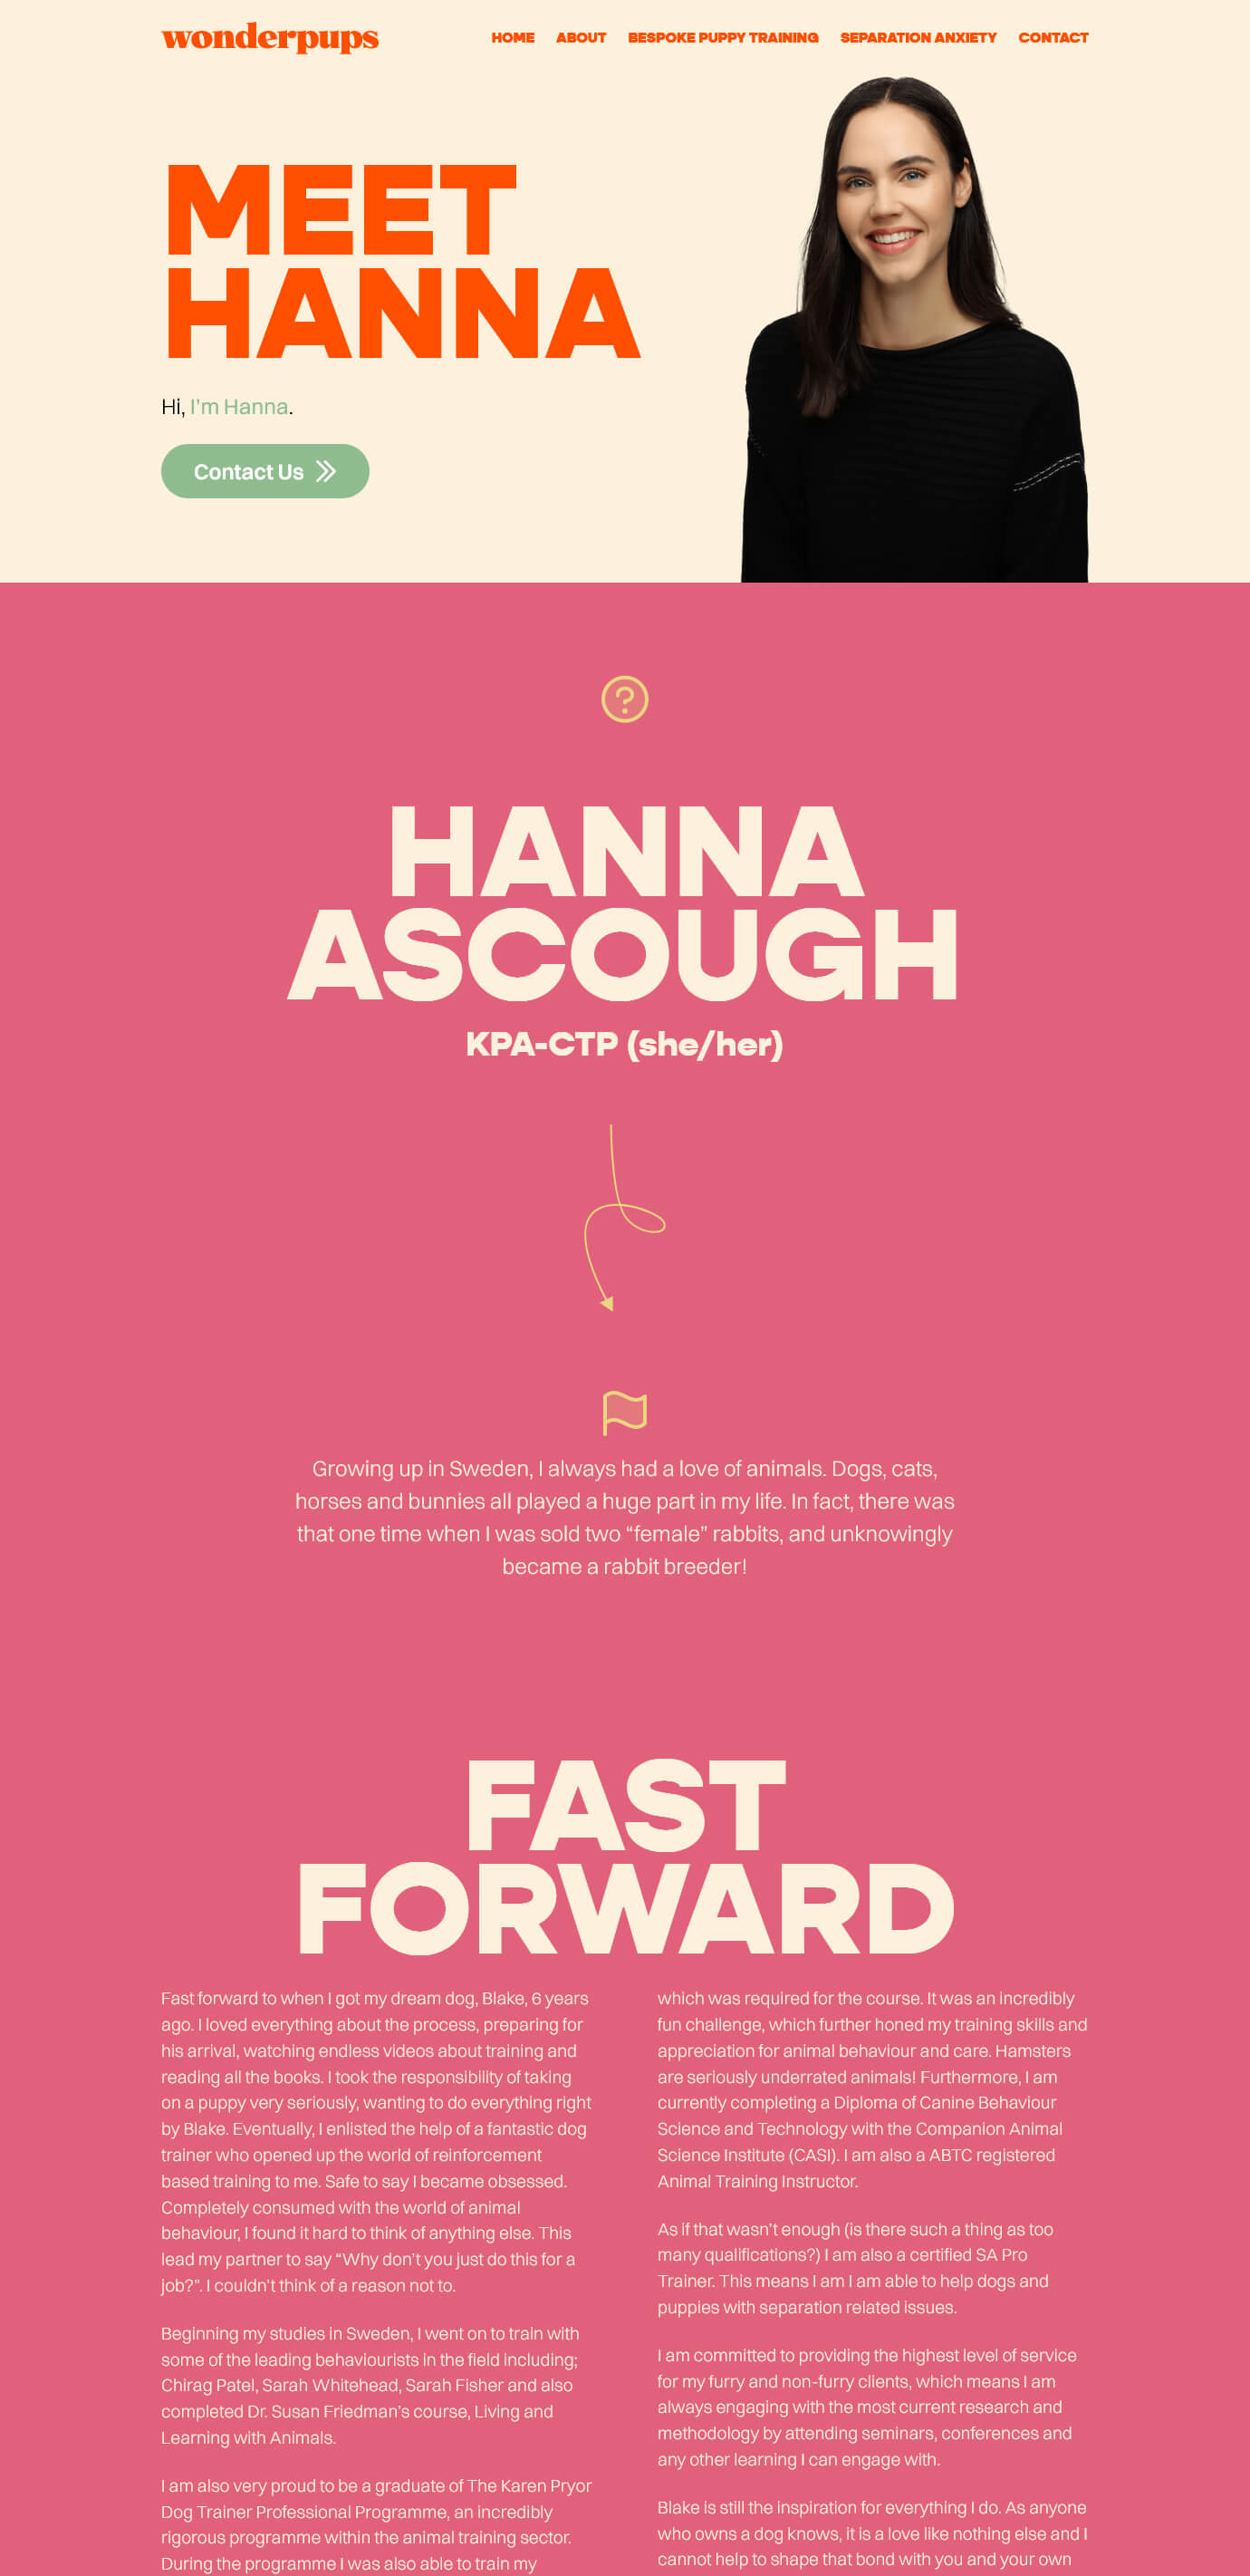 wonderpups
HOME ABOUT BESPOKE PUPPY TRAINING SEPARATION ANXIETY CONTACT
MEET
HANNA
Hi, I’m Hanna.
Contact Us
?
HANNA
ASCOUGH
KPA-CTP (she/her)
Growing up in Sweden, I always had a love of animals. Dogs, cats,
horses and bunnies all played a huge part in my life. In fact, there was
that one time when I was sold two “female” rabbits, and unknowingly
became a rabbit breeder!
FAST
FORWARD
Fast forward to when I got my dream dog, Blake, 6 years
ago. I loved everything about the process, preparing for
his arrival, watching endless videos about training and
reading all the books. I took the responsibility of taking
on a puppy very seriously, wanting to do everything right
by Blake. Eventually, I enlisted the help of a fantastic dog
trainer who opened up the world of reinforcement
based training to me. Safe to say I became obsessed.
Completely consumed with the world of animal
behaviour, I found it hard to think of anything else. This
lead my partner to say “Why don’t you just do this for a
job?”. I couldn’t think of a reason not to.
Beginning my studies in Sweden, I went on to train with
some of the leading behaviourists in the field including;
Chirag Patel, Sarah Whitehead, Sarah Fisher and also
completed Dr. Susan Friedman’s course, Living and
Learning with Animals.
I am also very proud to be a graduate of The Karen Pryor
Dog Trainer Professional Programme, an incredibly
rigorous programme within the animal training sector.
During the programme I was also able to train my
which was required for the course. It was an incredibly
fun challenge, which further honed my training skills and
appreciation for animal behaviour and care. Hamsters
are seriously underrated animals! Furthermore, I am
currently completing a Diploma of Canine Behaviour
Science and Technology with the Companion Animal
Science Institute (CASI). I am also a ABTC registered
Animal Training Instructor.
As if that wasn’t enough (is there such a thing as too
many qualifications?) I am also a certified SA Pro
Trainer. This means I am I am able to help dogs and
puppies with separation related issues.
I am committed to providing the highest level of service
for my furry and non-furry clients, which means I am
always engaging with the most current research and
methodology by attending seminars, conferences and
any other learning I can engage with.
Blake is still the inspiration for everything I do. As anyone
who owns a dog knows, it is a love like nothing else and I
cannot help to shape that bond with you and your own